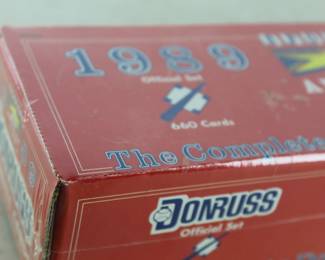 1989
Official Set
660 Cards
The Complete
DONRUSS
Official Set